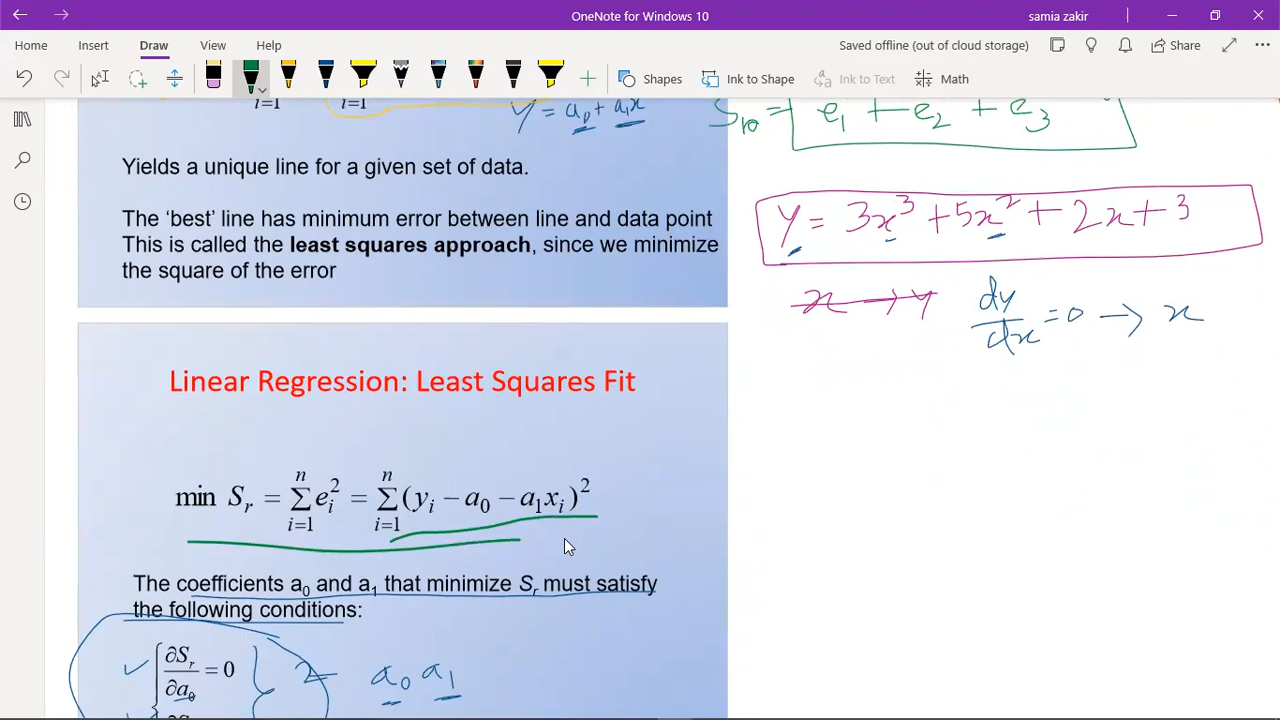 OneNote for Windows 10
samia zakir
Home Insert Draw View Help
Saved offline (out of cloud storage)
Share
Shapes
Ink to Shape
Ink to Text
Math
i=1 i=1
Y = a0 + a1x
Yields a unique line for a given set of data.
The 'best' line has minimum error between line and data point
This is called the least squares approach, since we minimize
the square of the error
Linear Regression: Least Squares Fit
min Sr = Σ(i=1 to n) ei² = Σ(i=1 to n) (yi − a0 − a1xi)²
The coefficients a0 and a1 that minimize Sr must satisfy
the following conditions:
∂Sr/∂a0 = 0
2 a0 a1
e1 + e2 + e3
y = 3x³ + 5x² + 2x + 3
x → y
dy/dx = 0 → x